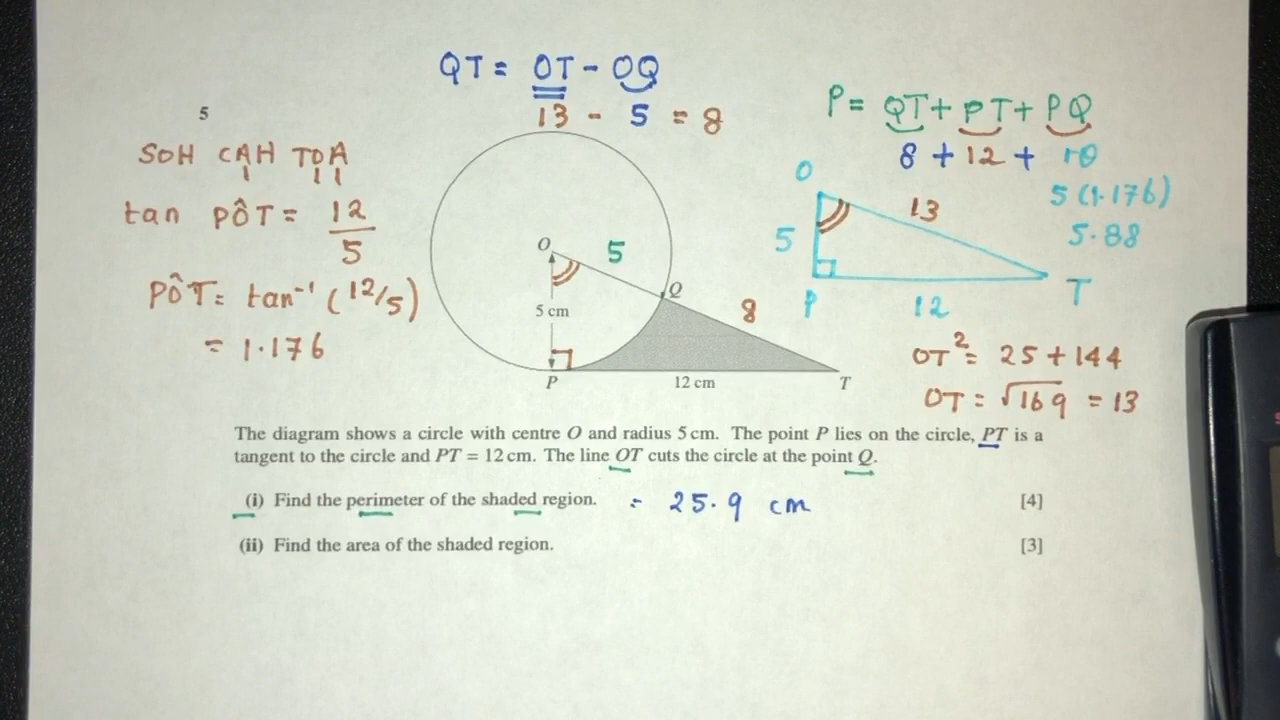 QT = OT - OQ
13 - 5 = 8
5
SOH CAH TOA
tan PÔT = 12/5
PÔT = tan⁻¹ (12/5)
= 1.176
P = QT + PT + PQ
8 + 12 + rθ
5 (1.176)
5.88
O
5
13
P
12
T
OT² = 25 + 144
OT = √169 = 13
O
5
5 cm
Q
8
P
12 cm
T
The diagram shows a circle with centre O and radius 5 cm. The point P lies on the circle, PT is a
tangent to the circle and PT = 12 cm. The line OT cuts the circle at the point Q.
(i) Find the perimeter of the shaded region. = 25.9 cm [4]
(ii) Find the area of the shaded region. [3]